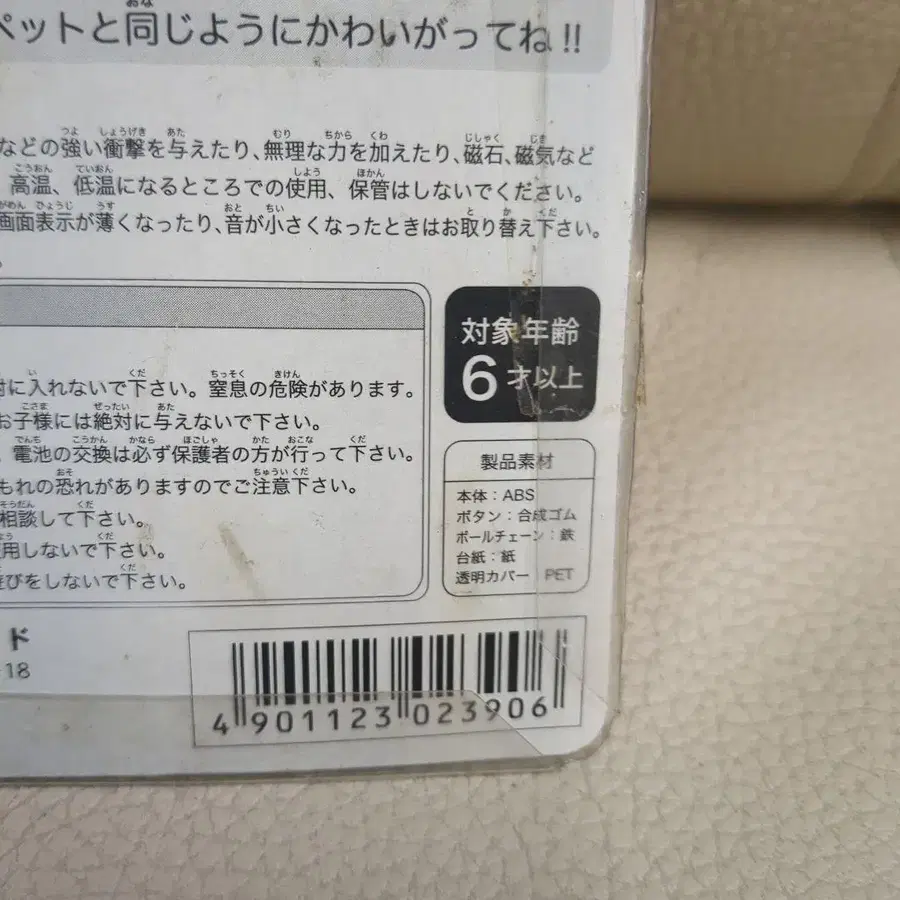 ペットと同じようにかわいがってね!!
などの強い衝撃を与えたり、無理な力を加えたり、磁石、磁気など
高温、低温になるところでの使用、保管はしないでください。
画面表示が薄くなったり、音が小さくなったときはお取り替え下さい。
対象年齢
6才以上
に入れないで下さい。窒息の危険があります。
お子様には絶対に与えないで下さい。
電池の交換は必ず保護者の方が行って下さい。
もれの恐れがありますのでご注意下さい。
相談して下さい。
用しないで下さい。
びをしないで下さい。
製品素材
本体:ABS
ボタン:合成ゴム
ボールチェーン:鉄
台紙:紙
透明カバー:PET
ド
18
4901123023906